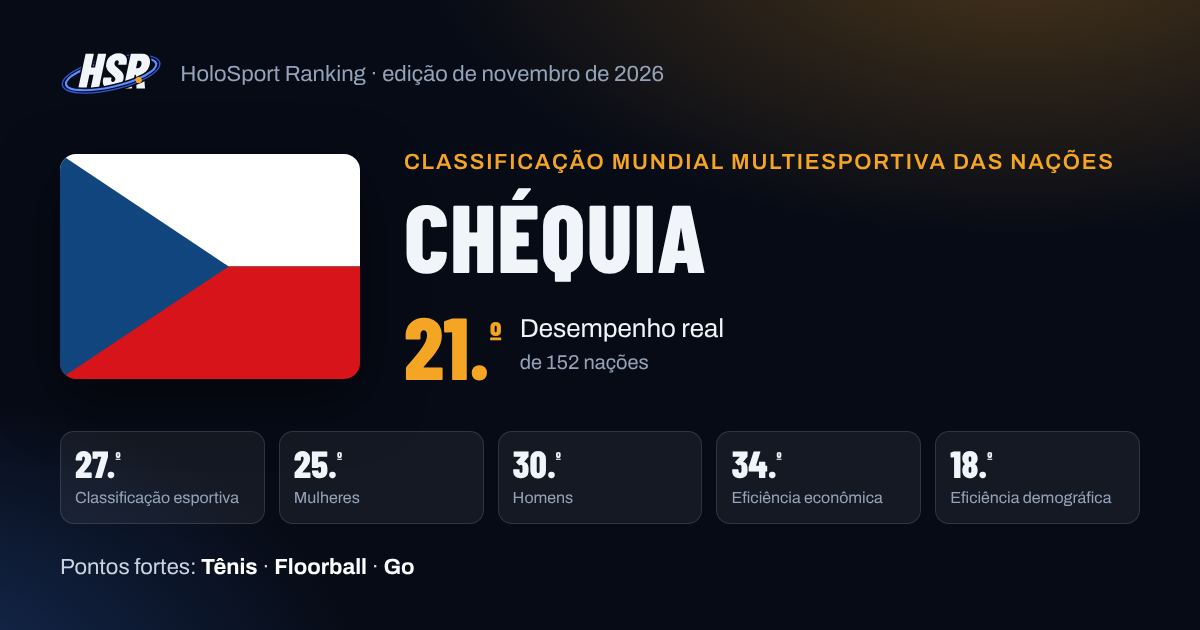 HSR
HoloSport Ranking · edição de novembro de 2026
CLASSIFICAÇÃO MUNDIAL MULTIESPORTIVA DAS NAÇÕES
CHÉQUIA
21.º
Desempenho real
de 152 nações
27.º
Classificação esportiva
25.º
Mulheres
30.º
Homens
34.º
Eficiência econômica
18.º
Eficiência demográfica
Pontos fortes: Tênis · Floorball · Go